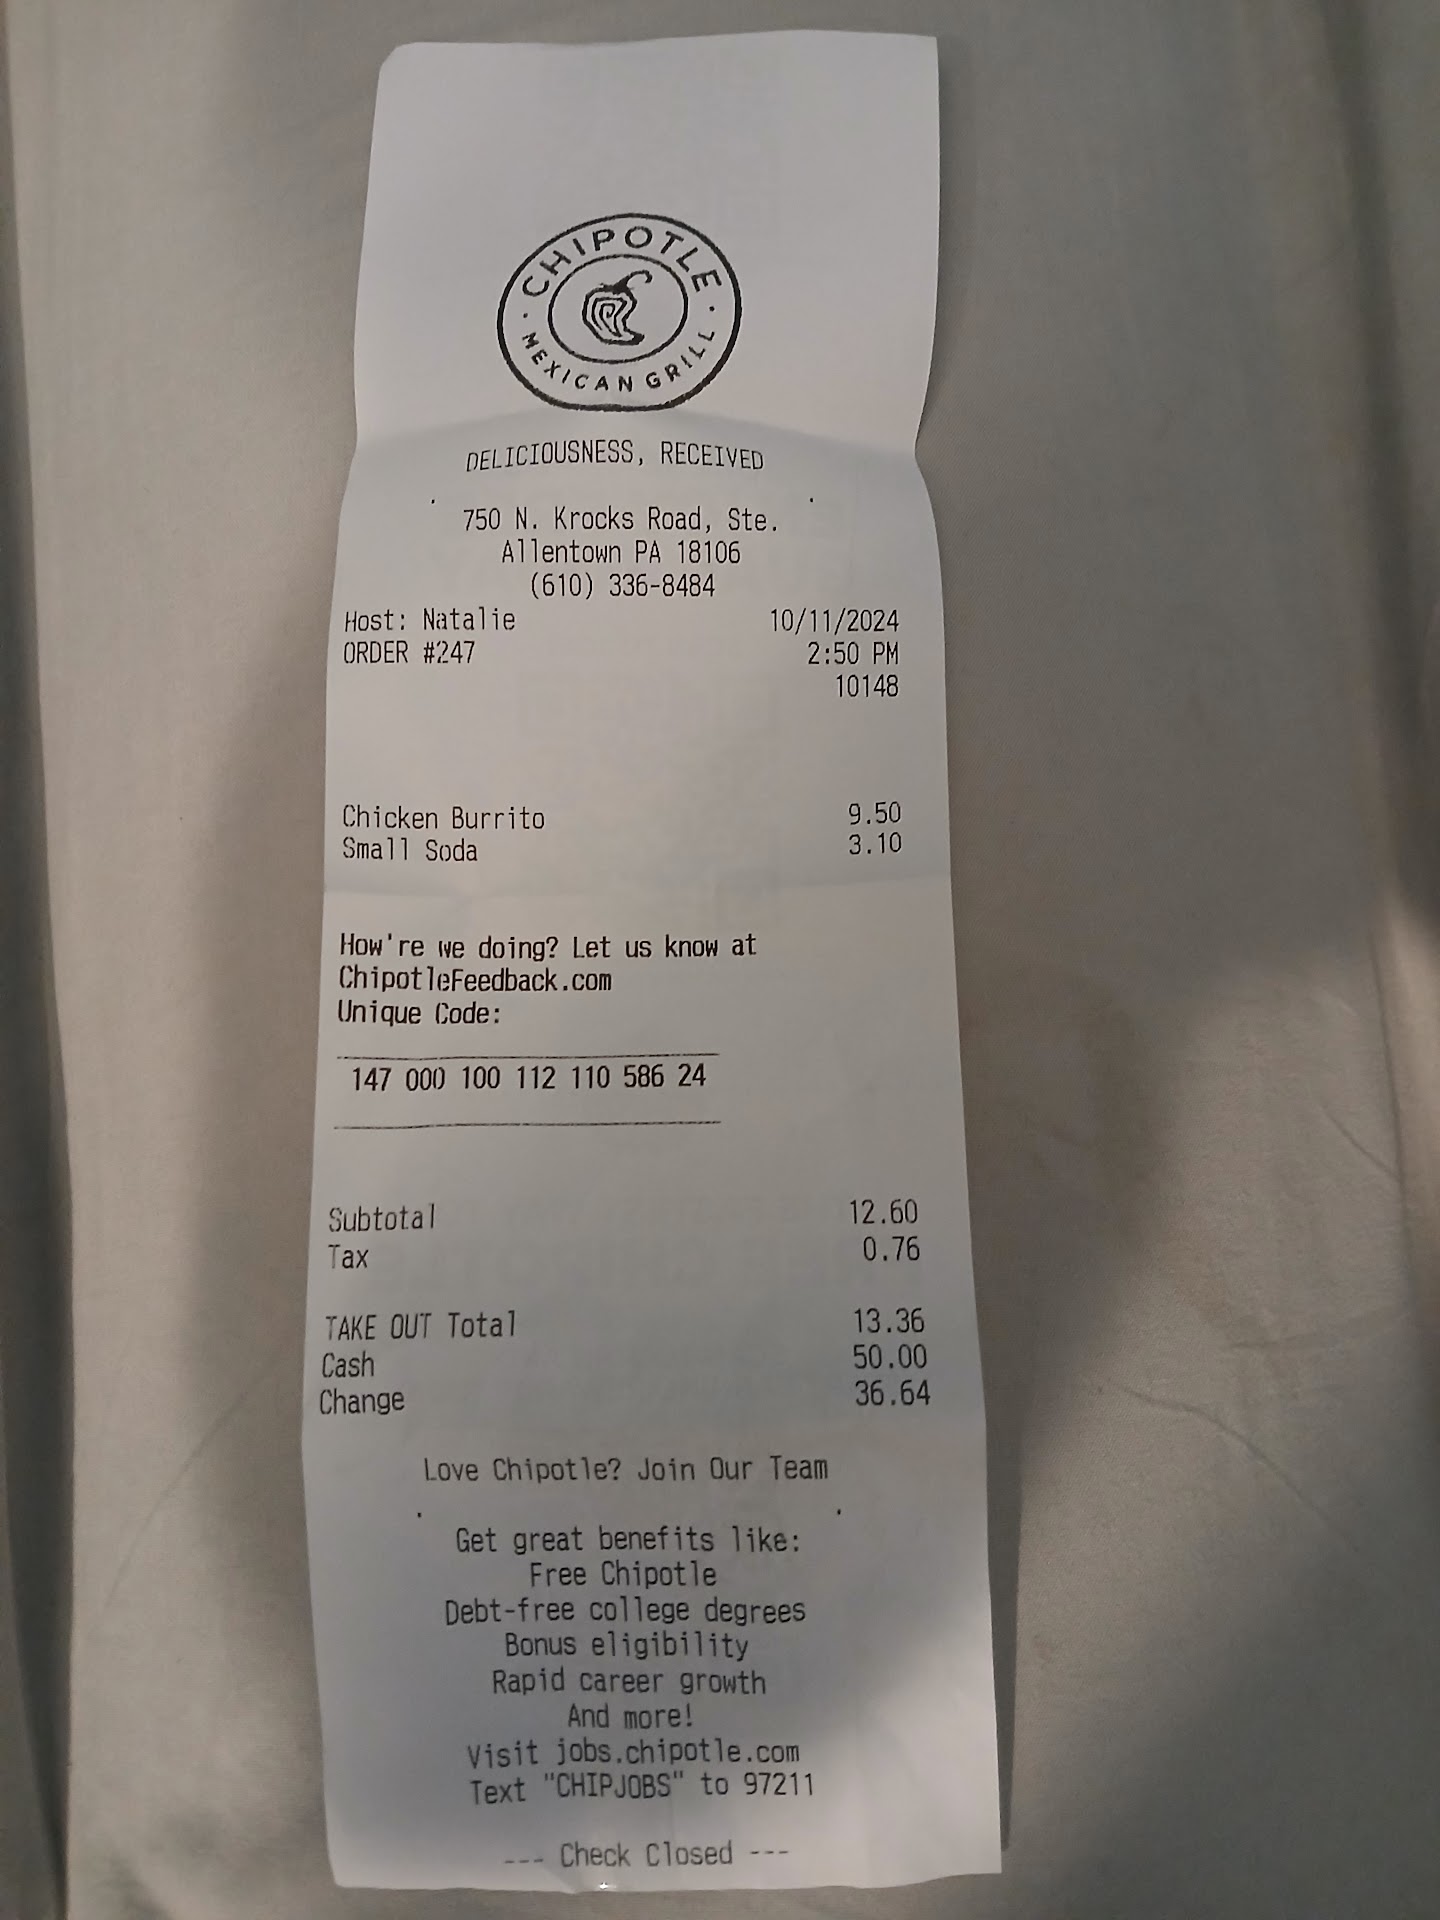 CHIPOTLE
MEXICAN GRILL
DELICIOUSNESS, RECEIVED
750 N. Krocks Road, Ste.
Allentown PA 18106
(610) 336-8484
Host: Natalie 10/11/2024
ORDER #247 2:50 PM
10148
Chicken Burrito 9.50
Small Soda 3.10
How're we doing? Let us know at
ChipotleFeedback.com
Unique Code:
147 000 100 112 110 586 24
Subtotal 12.60
Tax 0.76
TAKE OUT Total 13.36
Cash 50.00
Change 36.64
Love Chipotle? Join Our Team
Get great benefits like:
Free Chipotle
Debt-free college degrees
Bonus eligibility
Rapid career growth
And more!
Visit jobs.chipotle.com
Text "CHIPJOBS" to 97211
--- Check Closed ---